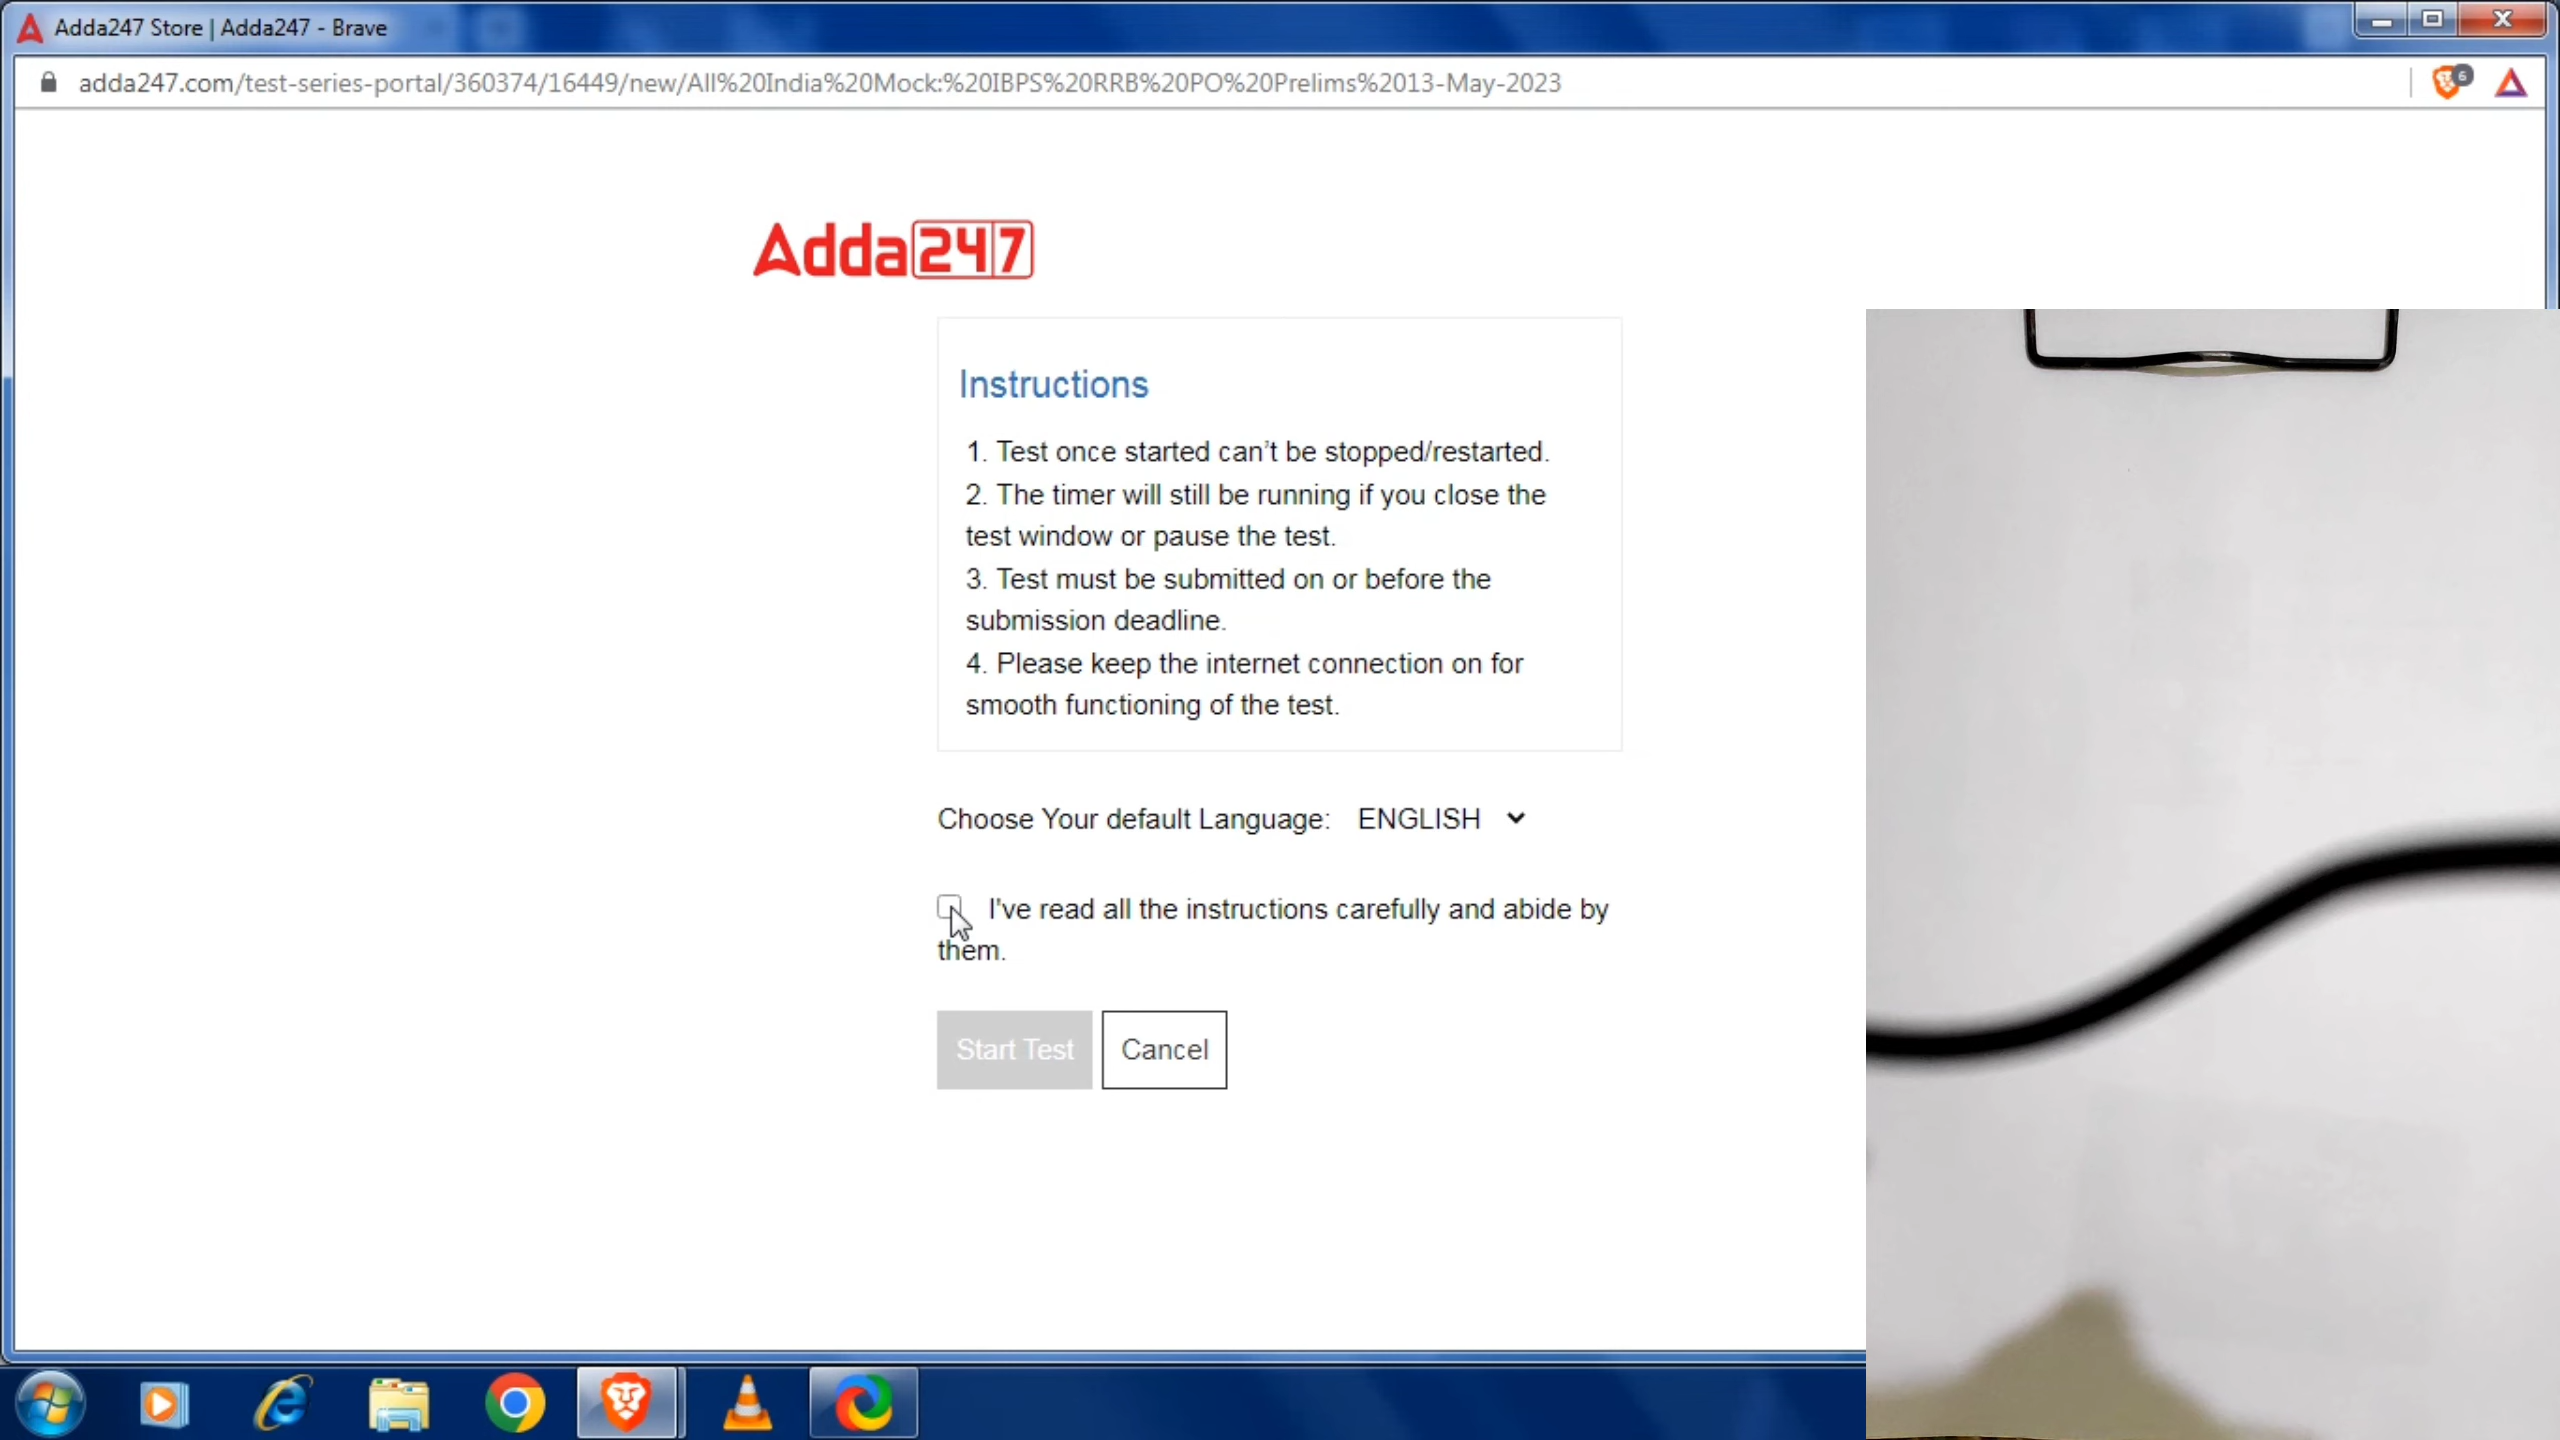 Adda247 Store | Adda247 - Brave
adda247.com/test-series-portal/360374/16449/new/All%20India%20Mock:%20IBPS%20RRB%20PO%20Prelims%2013-May-2023
6
Adda247
Instructions
1. Test once started can't be stopped/restarted.
2. The timer will still be running if you close the
test window or pause the test.
3. Test must be submitted on or before the
submission deadline.
4. Please keep the internet connection on for
smooth functioning of the test.
Choose Your default Language: ENGLISH
I've read all the instructions carefully and abide by
them.
Start Test
Cancel